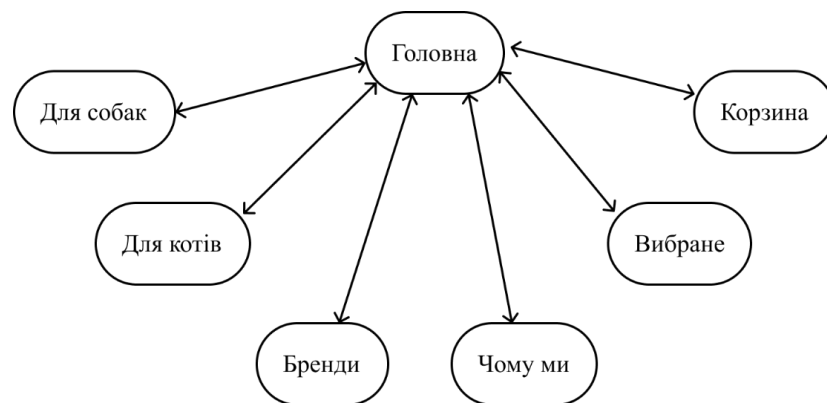 Головна
Для собак
Корзина
Для котів
Вибране
Бренди
Чому ми